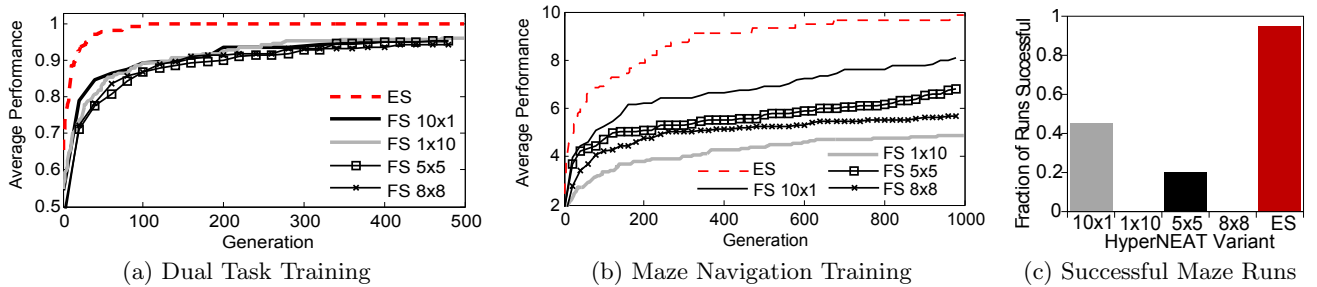 Average Performance
1
0.9
0.8
0.7
0.6
0.5
0
100
200
300
400
500
Generation
ES
FS 10x1
FS 1x10
FS 5x5
FS 8x8
(a) Dual Task Training
Average Performance
10
8
6
4
2
0
200
400
600
800
1000
Generation
ES
FS 10x1
FS 1x10
FS 5x5
FS 8x8
(b) Maze Navigation Training
Fraction of Runs Successful
1
0.8
0.6
0.4
0.2
0
10x1
1x10
5x5
8x8
ES
HyperNEAT Variant
(c) Successful Maze Runs